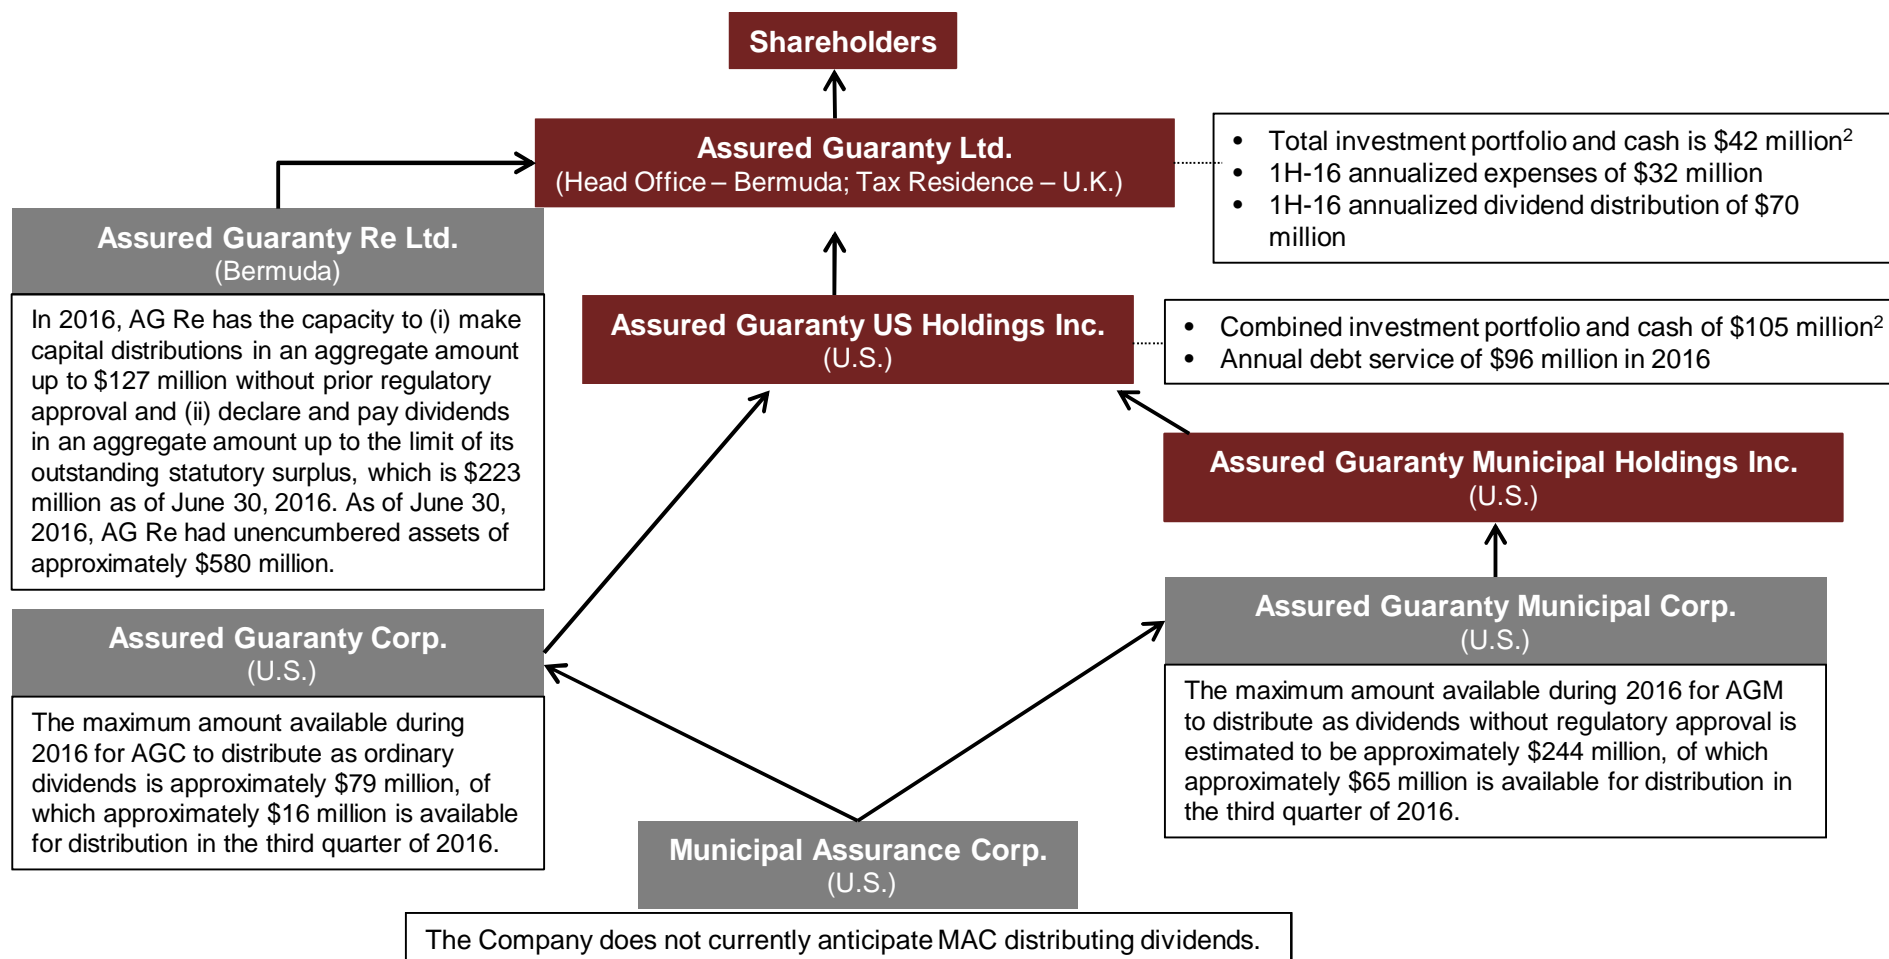 Shareholders
Assured Guaranty Ltd.
(Head Office – Bermuda; Tax Residence – U.K.)
• Total investment portfolio and cash is $42 million²
• 1H-16 annualized expenses of $32 million
• 1H-16 annualized dividend distribution of $70
million
Assured Guaranty Re Ltd.
(Bermuda)
In 2016, AG Re has the capacity to (i) make
capital distributions in an aggregate amount
up to $127 million without prior regulatory
approval and (ii) declare and pay dividends
in an aggregate amount up to the limit of its
outstanding statutory surplus, which is $223
million as of June 30, 2016. As of June 30,
2016, AG Re had unencumbered assets of
approximately $580 million.
Assured Guaranty US Holdings Inc.
(U.S.)
• Combined investment portfolio and cash of $105 million²
• Annual debt service of $96 million in 2016
Assured Guaranty Municipal Holdings Inc.
(U.S.)
Assured Guaranty Corp.
(U.S.)
The maximum amount available during
2016 for AGC to distribute as ordinary
dividends is approximately $79 million, of
which approximately $16 million is available
for distribution in the third quarter of 2016.
Assured Guaranty Municipal Corp.
(U.S.)
The maximum amount available during 2016 for AGM
to distribute as dividends without regulatory approval is
estimated to be approximately $244 million, of which
approximately $65 million is available for distribution in
the third quarter of 2016.
Municipal Assurance Corp.
(U.S.)
The Company does not currently anticipate MAC distributing dividends.